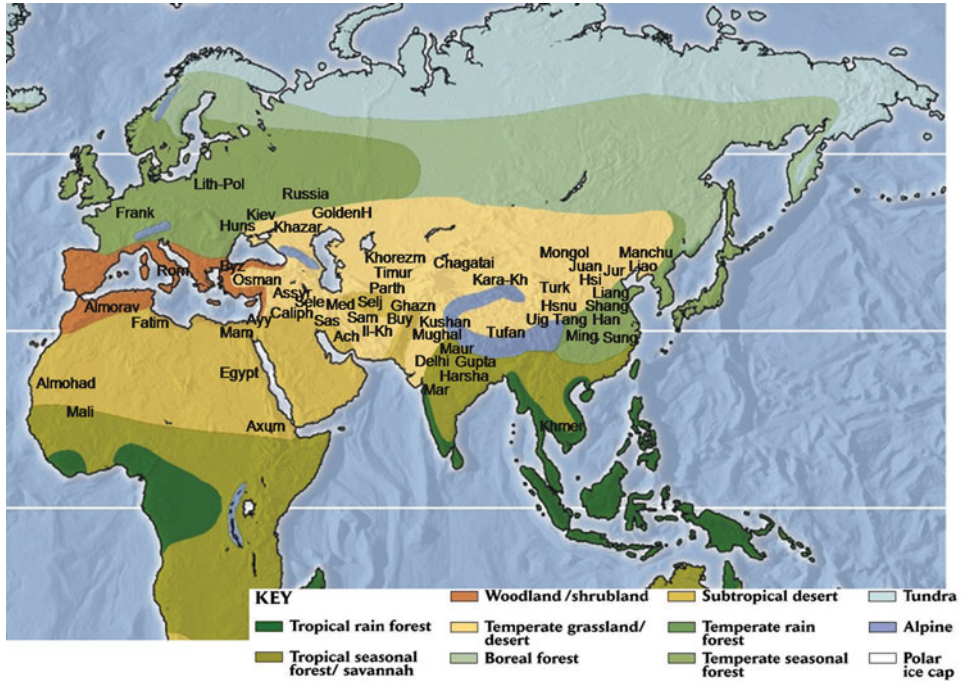 Lith-Pol
Russia
Frank
Kiev
GoldenH
Huns
Khazar
Rom
Byz
Osman
Khorezm
Timur
Chagatai
Mongol
Manchu
Juan
Jur
Liao
Kara-Kh
Hsi
Turk
Liang
Assyr
Parth
Almorav
Sele
Med
Selj
Ghazn
Hsnu
Shang
Fatim
Caliph
Ayy
Sas
Sam
Buy
Kushan
Uig
Tang
Han
Mam
Ach
Il-Kh
Mughal
Tufan
Ming
Sung
Maur
Delhi
Gupta
Egypt
Harsha
Almohad
Mar
Mali
Axum
Khmer
KEY
Woodland/shrubland
Subtropical desert
Tundra
Tropical rain forest
Temperate grassland/
desert
Temperate rain
forest
Alpine
Tropical seasonal
forest/ savannah
Boreal forest
Temperate seasonal
forest
Polar
ice cap